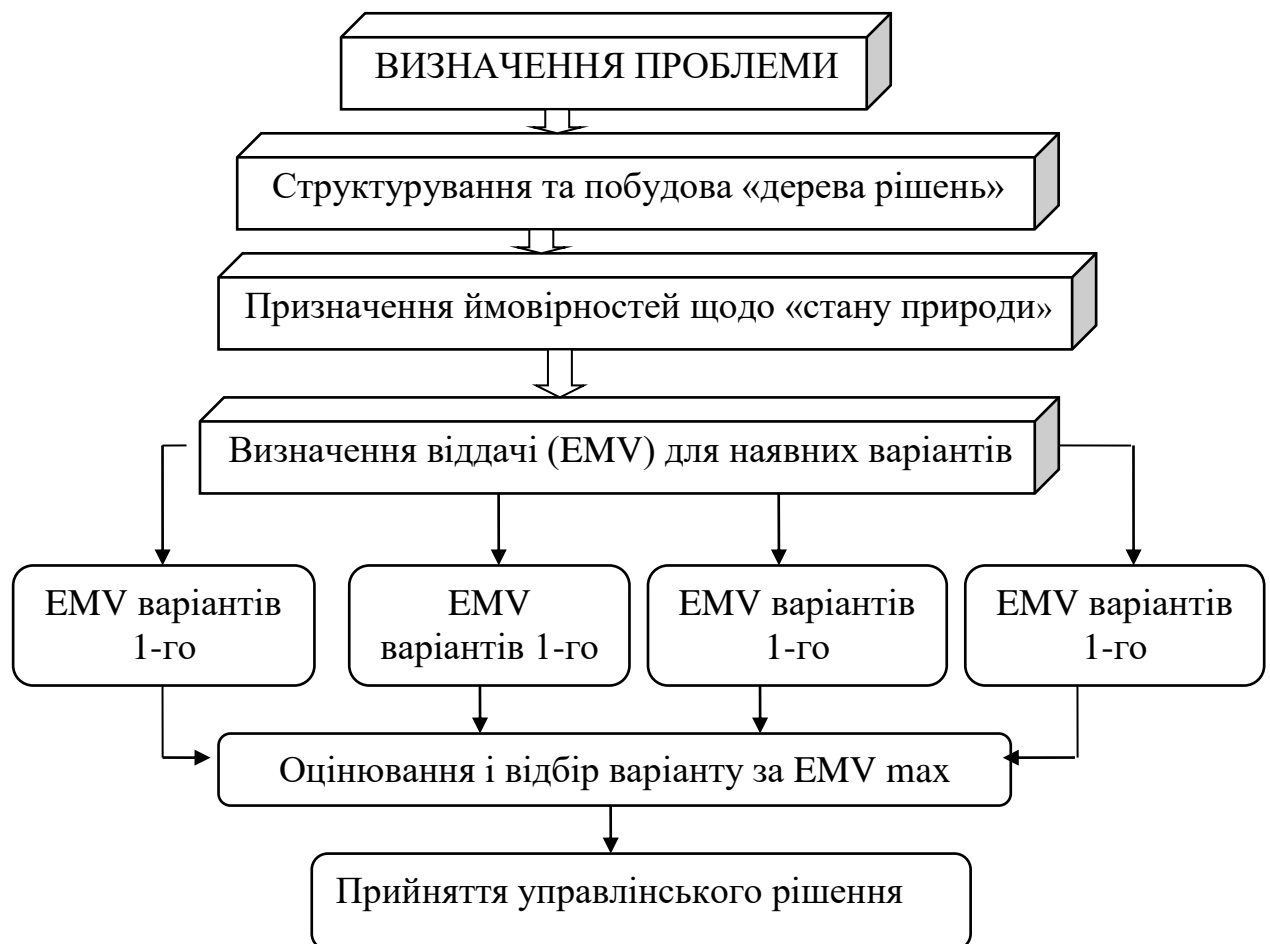 ВИЗНАЧЕННЯ ПРОБЛЕМИ
Структурування та побудова «дерева рішень»
Призначення ймовірностей щодо «стану природи»
Визначення віддачі (EMV) для наявних варіантів
EMV варіантів
1-го
EMV
варіантів 1-го
EMV варіантів
1-го
EMV варіантів
1-го
Оцінювання і відбір варіанту за EMV max
Прийняття управлінського рішення